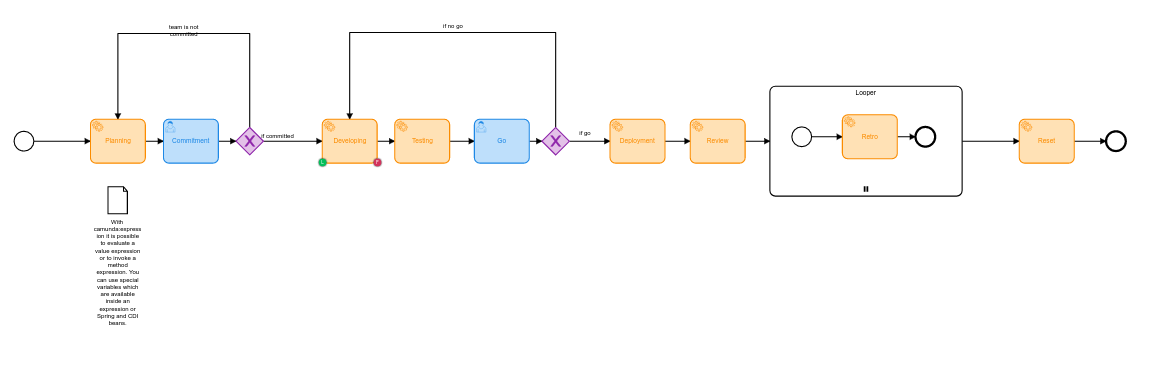 team is not
committed
if no go
Planning
Commitment
if committed
Developing
Testing
Go
if go
Deployment
Review
Looper
Retro
Reset
With
camunda:express
ion it is possible
to evaluate a
value expression
or to invoke a
method
expression. You
can use special
variables which
are available
inside an
expression or
Spring and CDI
beans.